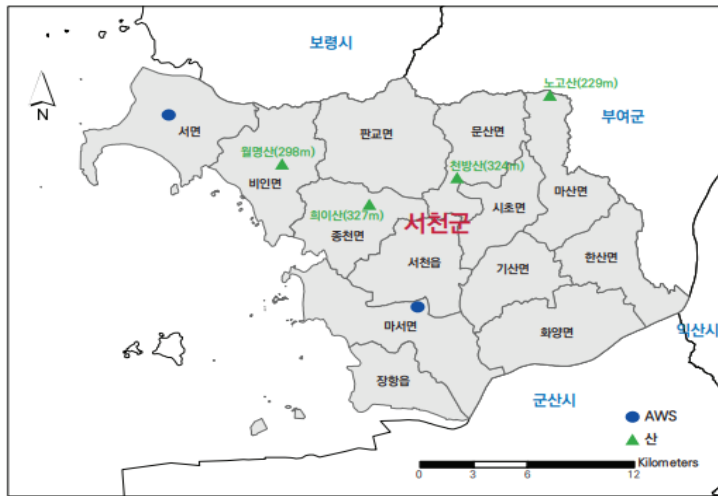 보령시
노고산(229m)
N
부여군
서면
판교면
문산면
월명산(298m)
천방산(324m)
비인면
마산면
희이산(327m)
서천군
시초면
종천면
서천읍
기산면
한산면
마서면
화양면
익산시
장항읍
군산시
AWS
산
Kilometers
0 3 6 12